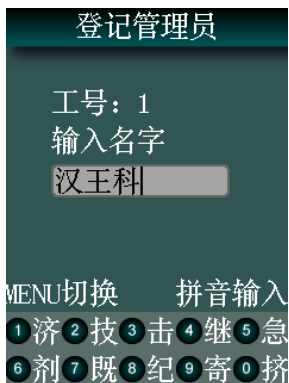 登记管理员
工号：1
输入名字
汉王科
MENU切换 拼音输入
1济2技3击4继5急
6剂7既8纪9寄0挤